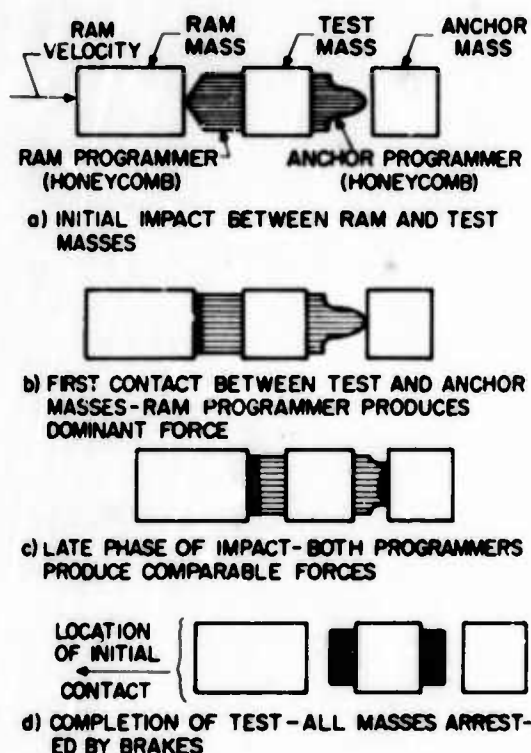 RAM
VELOCITY
RAM
MASS
TEST
MASS
ANCHOR
MASS
RAM PROGRAMMER
(HONEYCOMB)
ANCHOR PROGRAMMER
(HONEYCOMB)
a) INITIAL IMPACT BETWEEN RAM AND TEST
MASSES
b) FIRST CONTACT BETWEEN TEST AND ANCHOR
MASSES-RAM PROGRAMMER PRODUCES
DOMINANT FORCE
c) LATE PHASE OF IMPACT-BOTH PROGRAMMERS
PRODUCE COMPARABLE FORCES
LOCATION
OF INITIAL
CONTACT
d) COMPLETION OF TEST-ALL MASSES ARREST-
ED BY BRAKES